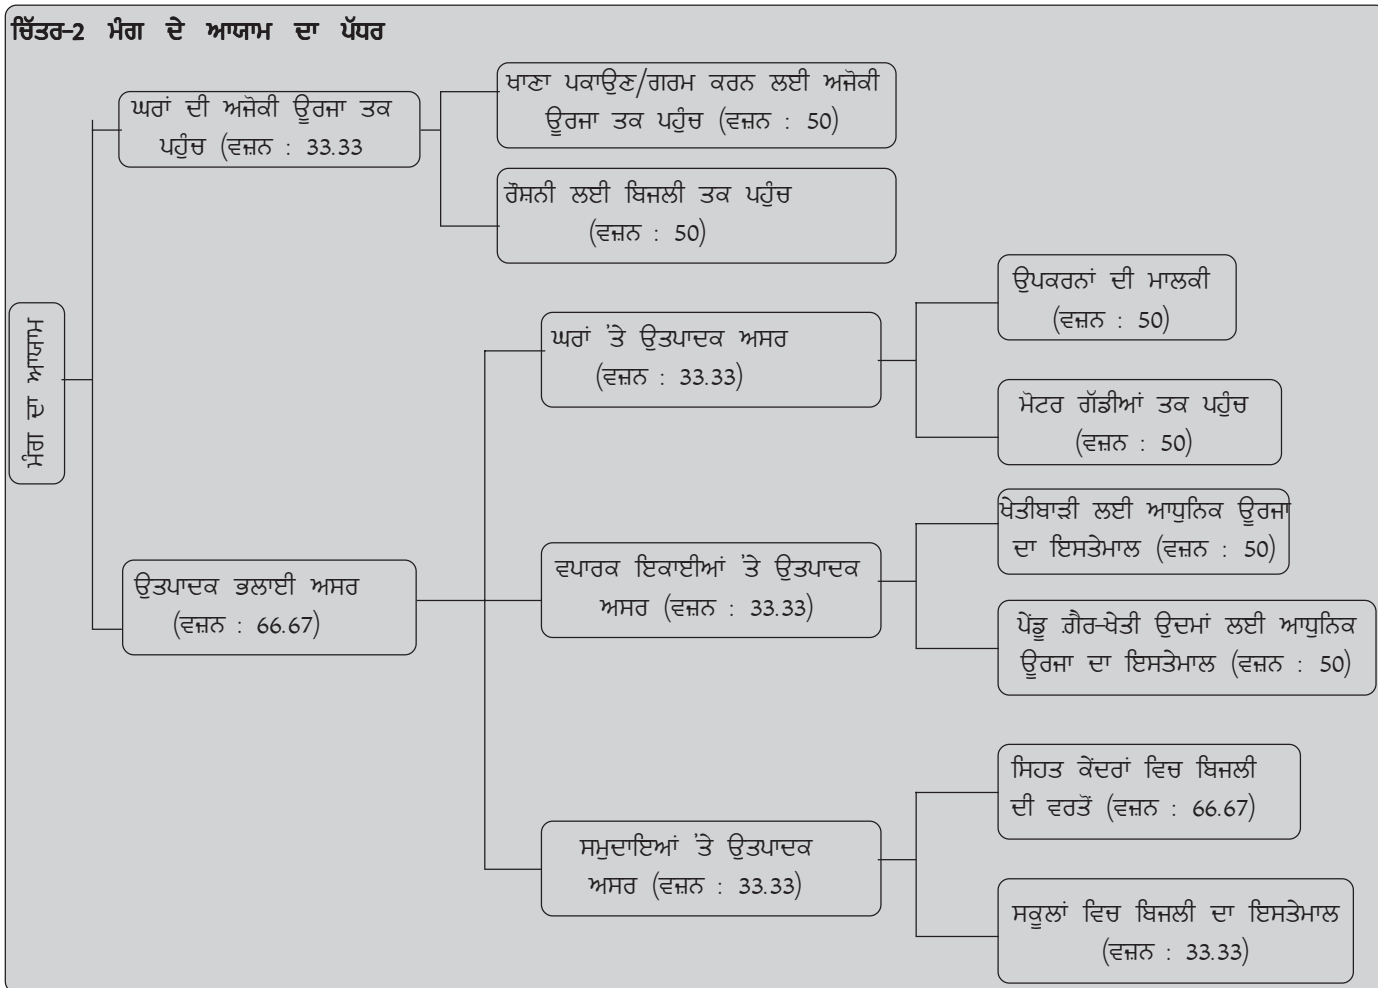 ਚਿੱਤਰ-2 ਮੰਗ ਦੇ ਆਯਾਮ ਦਾ ਪੱਧਰ
ਮੰਗ ਦਾ ਆਯਾਮ
ਘਰਾਂ ਦੀ ਅਜੋਕੀ ਊਰਜਾ ਤਕ
ਪਹੁੰਚ (ਵਜ਼ਨ : 33.33
ਖਾਣਾ ਪਕਾਉਣ/ਗਰਮ ਕਰਨ ਲਈ ਅਜੋਕੀ
ਊਰਜਾ ਤਕ ਪਹੁੰਚ (ਵਜ਼ਨ : 50)
ਰੌਸ਼ਨੀ ਲਈ ਬਿਜਲੀ ਤਕ ਪਹੁੰਚ
(ਵਜ਼ਨ : 50)
ਉਤਪਾਦਕ ਭਲਾਈ ਅਸਰ
(ਵਜ਼ਨ : 66.67)
ਘਰਾਂ 'ਤੇ ਉਤਪਾਦਕ ਅਸਰ
(ਵਜ਼ਨ : 33.33)
ਉਪਕਰਨਾਂ ਦੀ ਮਾਲਕੀ
(ਵਜ਼ਨ : 50)
ਮੋਟਰ ਗੱਡੀਆਂ ਤਕ ਪਹੁੰਚ
(ਵਜ਼ਨ : 50)
ਵਪਾਰਕ ਇਕਾਈਆਂ 'ਤੇ ਉਤਪਾਦਕ
ਅਸਰ (ਵਜ਼ਨ : 33.33)
ਖੇਤੀਬਾੜੀ ਲਈ ਆਧੁਨਿਕ ਊਰਜਾ
ਦਾ ਇਸਤੇਮਾਲ (ਵਜ਼ਨ : 50)
ਪੇਂਡੂ ਗ਼ੈਰ-ਖੇਤੀ ਉਦਮਾਂ ਲਈ ਆਧੁਨਿਕ
ਊਰਜਾ ਦਾ ਇਸਤੇਮਾਲ (ਵਜ਼ਨ : 50)
ਸਮੁਦਾਇਆਂ 'ਤੇ ਉਤਪਾਦਕ
ਅਸਰ (ਵਜ਼ਨ : 33.33)
ਸਿਹਤ ਕੇਂਦਰਾਂ ਵਿਚ ਬਿਜਲੀ
ਦੀ ਵਰਤੋਂ (ਵਜ਼ਨ : 66.67)
ਸਕੂਲਾਂ ਵਿਚ ਬਿਜਲੀ ਦਾ ਇਸਤੇਮਾਲ
(ਵਜ਼ਨ : 33.33)